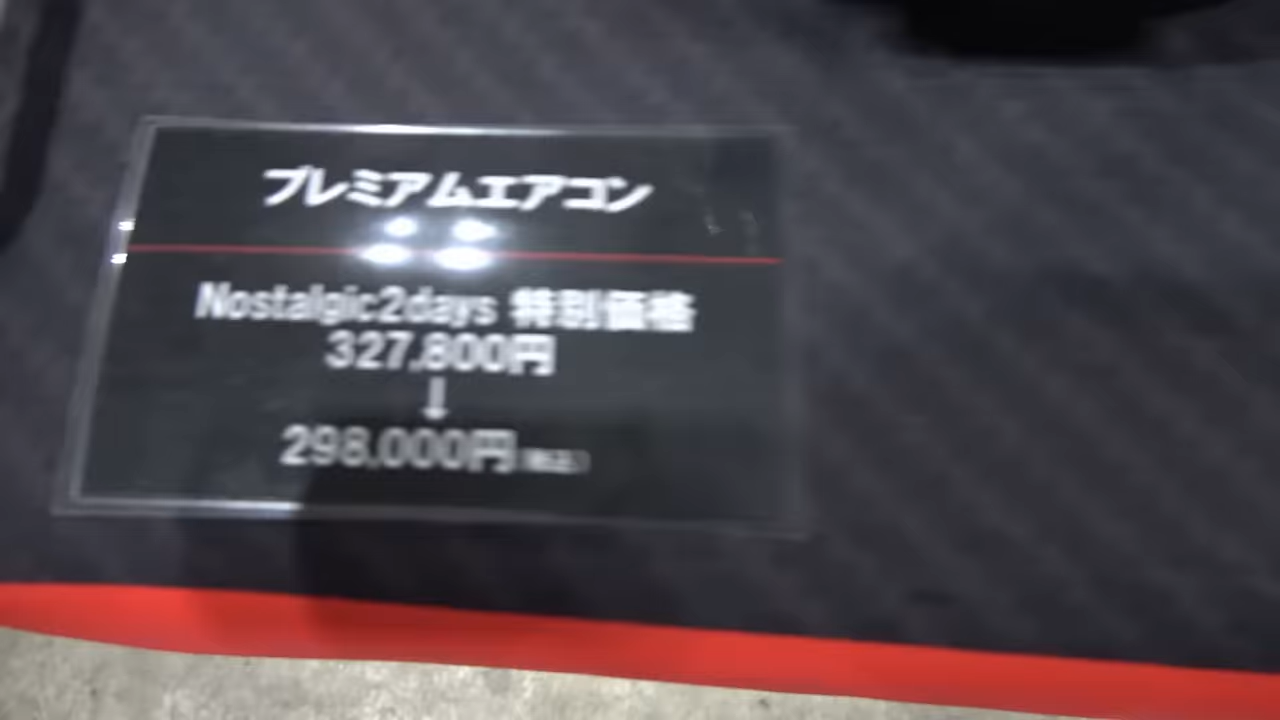 プレミアムエアコン
Nostalgic2days 特別価格
327,800円
↓
298,000円(税込)